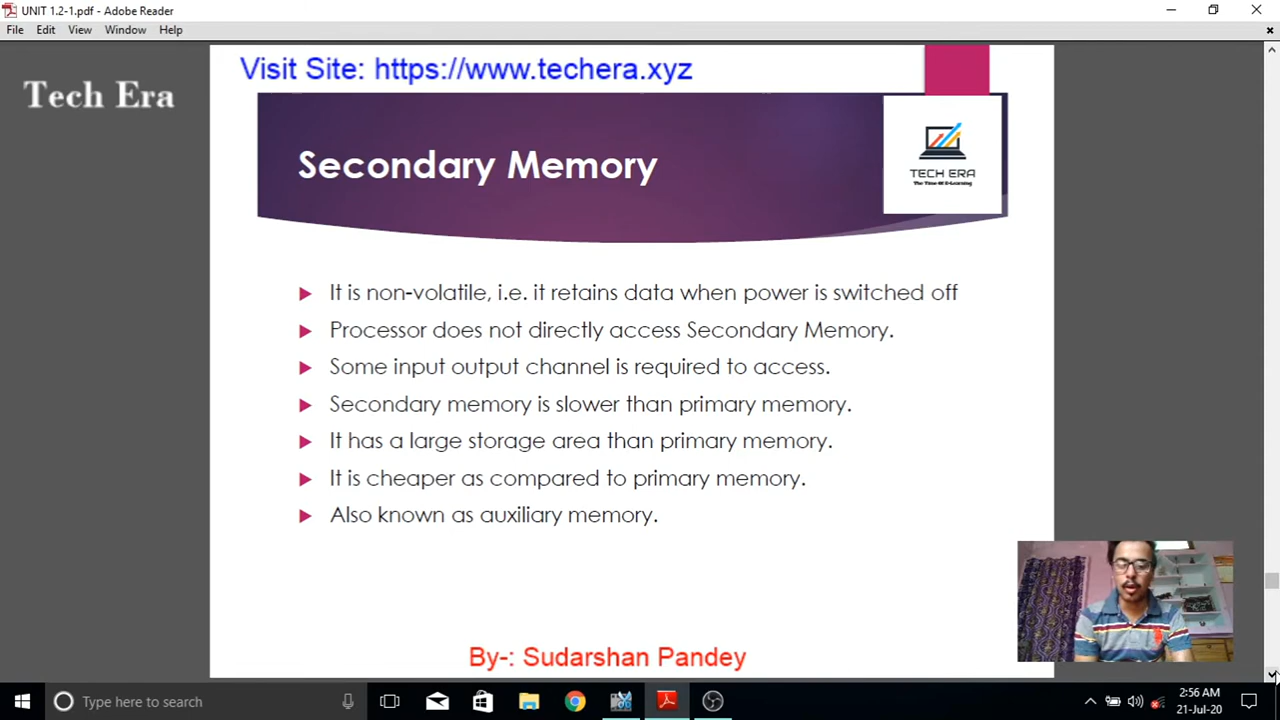 UNIT 1.2-1.pdf - Adobe Reader
File Edit View Window Help
Visit Site: https://www.techera.xyz
Tech Era
Secondary Memory
TECH ERA
The Time Of E-Learning
It is non-volatile, i.e. it retains data when power is switched off
Processor does not directly access Secondary Memory.
Some input output channel is required to access.
Secondary memory is slower than primary memory.
It has a large storage area than primary memory.
It is cheaper as compared to primary memory.
Also known as auxiliary memory.
By-: Sudarshan Pandey
Type here to search
2:56 AM
21-Jul-20